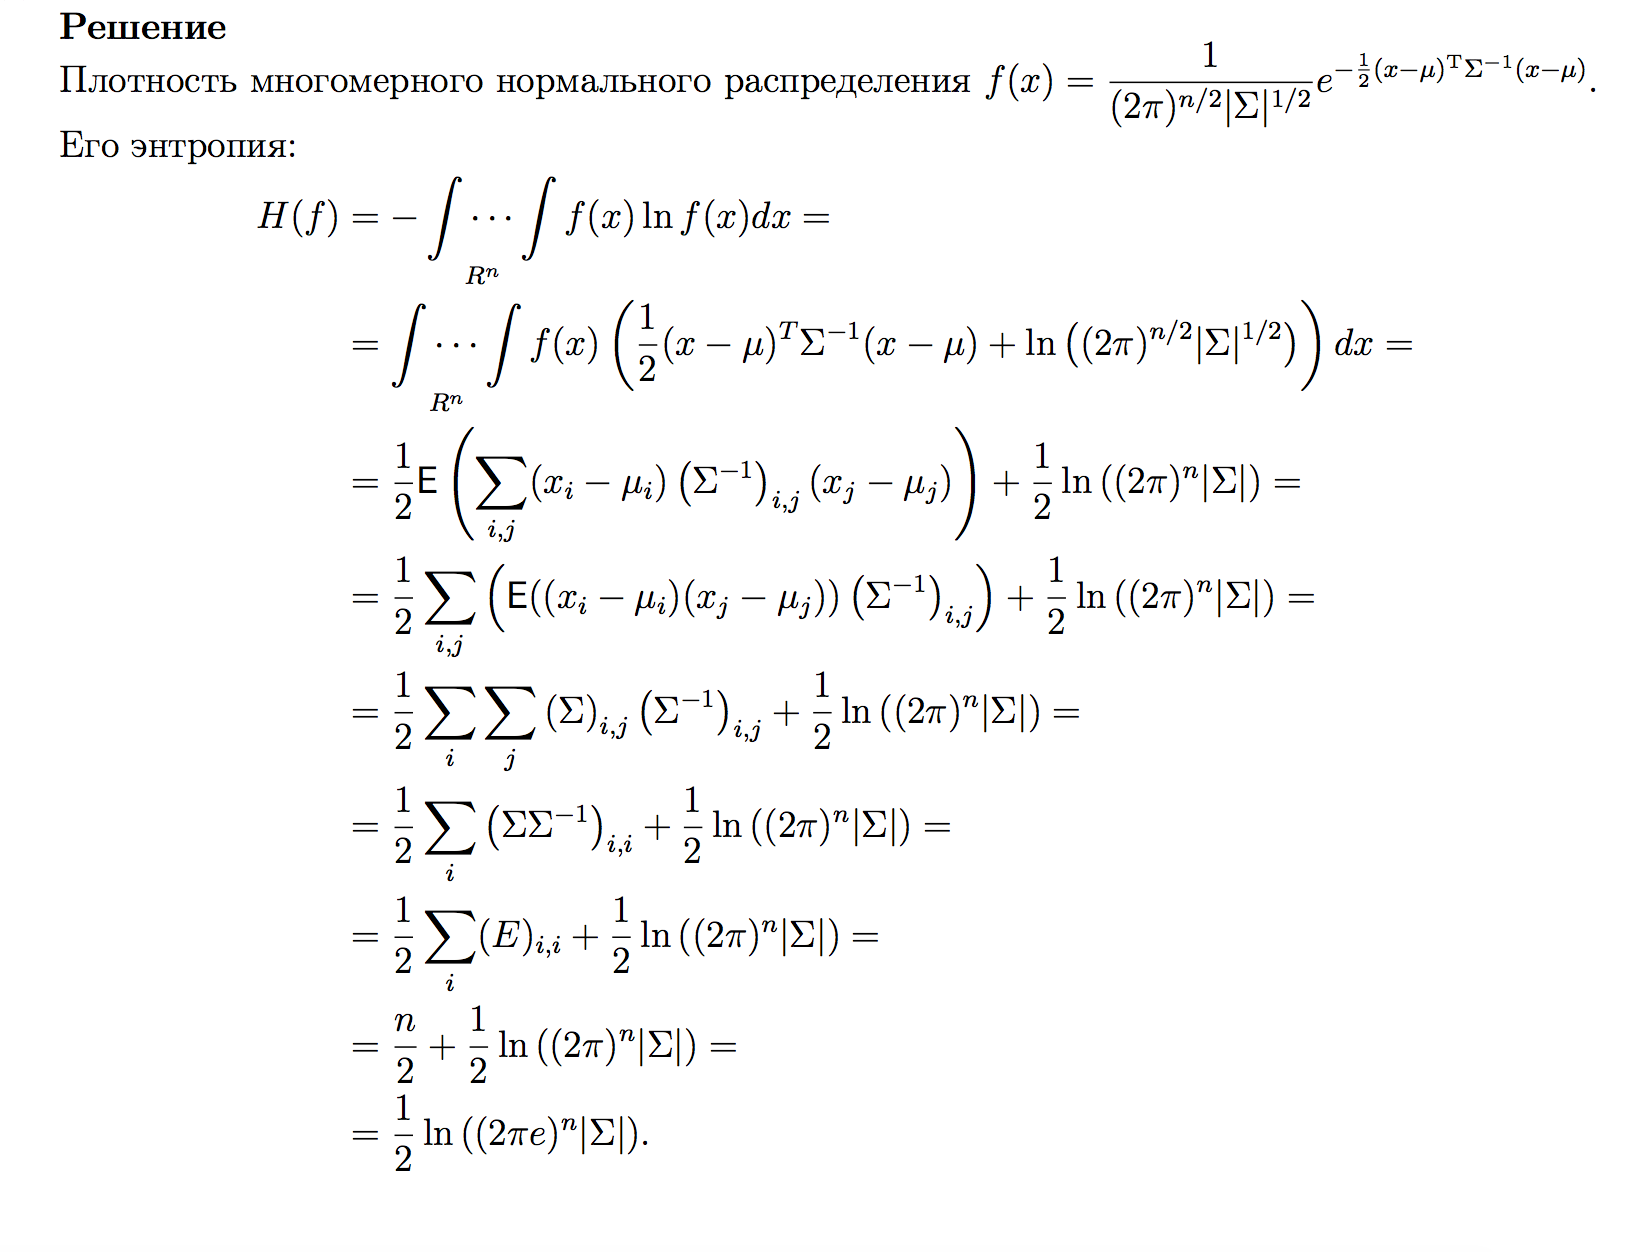 Решение
Плотность многомерного нормального распределения $f(x) = \dfrac{1}{(2\pi)^{n/2}|\Sigma|^{1/2}} e^{-\frac{1}{2}(x-\mu)^{\mathrm{T}}\Sigma^{-1}(x-\mu)}$.
Его энтропия:
$H(f) = -\int \cdots \int_{R^n} f(x) \ln f(x) dx =$
$= \int \cdots \int_{R^n} f(x) \left( \frac{1}{2}(x-\mu)^T \Sigma^{-1}(x-\mu) + \ln\left((2\pi)^{n/2}|\Sigma|^{1/2}\right) \right) dx =$
$= \frac{1}{2} \mathsf{E} \left( \sum_{i,j} (x_i - \mu_i) \left(\Sigma^{-1}\right)_{i,j} (x_j - \mu_j) \right) + \frac{1}{2} \ln\left((2\pi)^n|\Sigma|\right) =$
$= \frac{1}{2} \sum_{i,j} \left( \mathsf{E}((x_i - \mu_i)(x_j - \mu_j)) \left(\Sigma^{-1}\right)_{i,j} \right) + \frac{1}{2} \ln\left((2\pi)^n|\Sigma|\right) =$
$= \frac{1}{2} \sum_i \sum_j (\Sigma)_{i,j} \left(\Sigma^{-1}\right)_{i,j} + \frac{1}{2} \ln\left((2\pi)^n|\Sigma|\right) =$
$= \frac{1}{2} \sum_i \left(\Sigma\Sigma^{-1}\right)_{i,i} + \frac{1}{2} \ln\left((2\pi)^n|\Sigma|\right) =$
$= \frac{1}{2} \sum_i (E)_{i,i} + \frac{1}{2} \ln\left((2\pi)^n|\Sigma|\right) =$
$= \frac{n}{2} + \frac{1}{2} \ln\left((2\pi)^n|\Sigma|\right) =$
$= \frac{1}{2} \ln\left((2\pi e)^n|\Sigma|\right).$